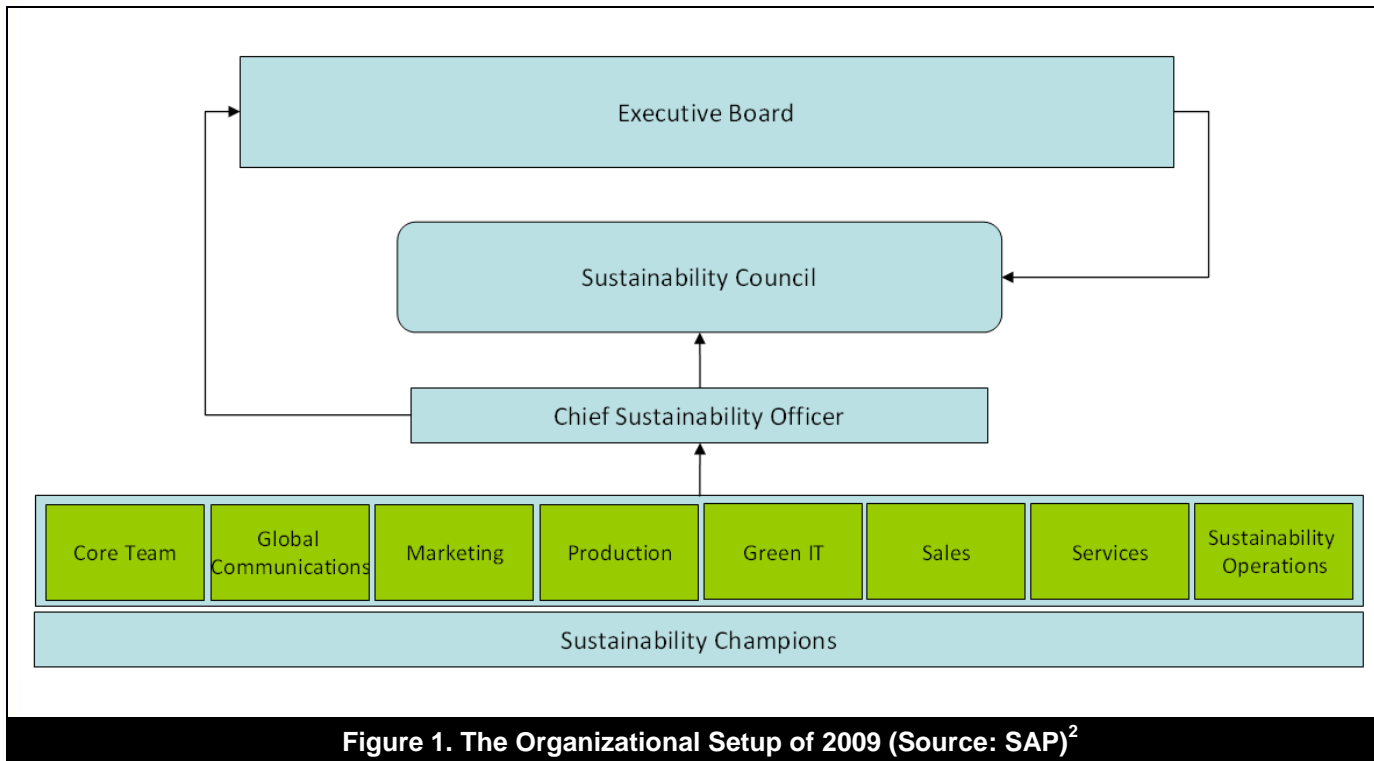 Executive Board
Sustainability Council
Chief Sustainability Officer
Core Team
Global
Communications
Marketing
Production
Green IT
Sales
Services
Sustainability
Operations
Sustainability Champions
Figure 1. The Organizational Setup of 2009 (Source: SAP)2